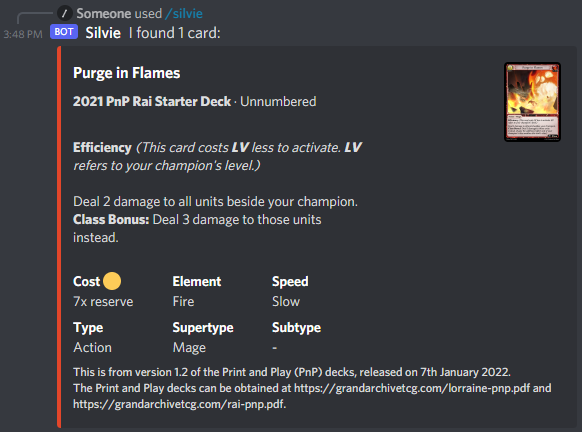 Someone used /silvie
3:48 PM BOT Silvie I found 1 card:
Purge in Flames
2021 PnP Rai Starter Deck · Unnumbered
Efficiency (This card costs LV less to activate. LV
refers to your champion's level.)
Deal 2 damage to all units beside your champion.
Class Bonus: Deal 3 damage to those units
instead.
Cost Element Speed
7x reserve Fire Slow
Type Supertype Subtype
Action Mage -
This is from version 1.2 of the Print and Play (PnP) decks, released on 7th January 2022.
The Print and Play decks can be obtained at https://grandarchivetcg.com/lorraine-pnp.pdf and
https://grandarchivetcg.com/rai-pnp.pdf.